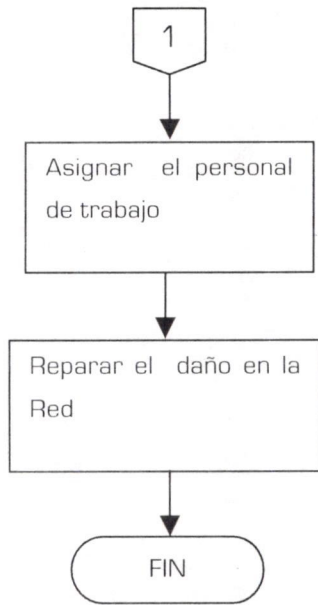 1
Asignar el personal
de trabajo
Reparar el daño en la
Red
FIN